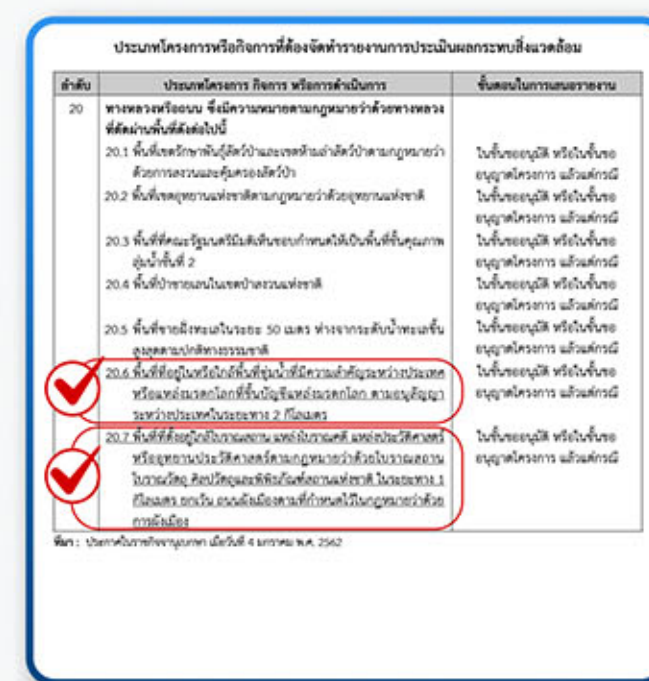 ประเภทโครงการหรือกิจการที่ต้องจัดทำรายงานการประเมินผลกระทบสิ่งแวดล้อม
ลำดับ ประเภทโครงการ กิจการ หรือการดำเนินการ ขั้นตอนในการเสนอรายงาน
20 ทางหลวงหรือถนน ซึ่งมีความหมายตามกฎหมายว่าด้วยทางหลวง
ที่ตัดผ่านพื้นที่ดังต่อไปนี้
20.1 พื้นที่เขตรักษาพันธุ์สัตว์ป่าและเขตห้ามล่าสัตว์ป่าตามกฎหมายว่า ในขั้นขออนุมัติ หรือในขั้นขอ
ด้วยการสงวนและคุ้มครองสัตว์ป่า อนุญาตโครงการ แล้วแต่กรณี
20.2 พื้นที่เขตอุทยานแห่งชาติตามกฎหมายว่าด้วยอุทยานแห่งชาติ ในขั้นขออนุมัติ หรือในขั้นขอ
อนุญาตโครงการ แล้วแต่กรณี
20.3 พื้นที่ที่คณะรัฐมนตรีมีมติเห็นชอบกำหนดให้เป็นพื้นที่ชั้นคุณภาพ ในขั้นขออนุมัติ หรือในขั้นขอ
ลุ่มน้ำชั้นที่ 2 อนุญาตโครงการ แล้วแต่กรณี
20.4 พื้นที่ป่าชายเลนในเขตป่าสงวนแห่งชาติ ในขั้นขออนุมัติ หรือในขั้นขอ
อนุญาตโครงการ แล้วแต่กรณี
20.5 พื้นที่ชายฝั่งทะเลในระยะ 50 เมตร ห่างจากระดับน้ำทะเลขึ้น ในขั้นขออนุมัติ หรือในขั้นขอ
สูงสุดตามปกติทางธรรมชาติ อนุญาตโครงการ แล้วแต่กรณี
20.6 พื้นที่ที่อยู่ในหรือใกล้พื้นที่ชุ่มน้ำที่มีความสำคัญระหว่างประเทศ ในขั้นขออนุมัติ หรือในขั้นขอ
หรือแหล่งมรดกโลกที่ขึ้นบัญชีแหล่งมรดกโลก ตามอนุสัญญา อนุญาตโครงการ แล้วแต่กรณี
ระหว่างประเทศในระยะทาง 2 กิโลเมตร
20.7 พื้นที่ที่ตั้งอยู่ใกล้โบราณสถาน แหล่งโบราณคดี แหล่งประวัติศาสตร์ ในขั้นขออนุมัติ หรือในขั้นขอ
หรืออุทยานประวัติศาสตร์ตามกฎหมายว่าด้วยโบราณสถาน อนุญาตโครงการ แล้วแต่กรณี
โบราณวัตถุ ศิลปวัตถุและพิพิธภัณฑ์สถานแห่งชาติ ในระยะทาง 1
กิโลเมตร ยกเว้น ถนนผังเมืองตามที่กำหนดไว้ในกฎหมายว่าด้วย
การผังเมือง
ที่มา : ประกาศในราชกิจจานุเบกษา เมื่อวันที่ 4 มกราคม พ.ศ. 2562